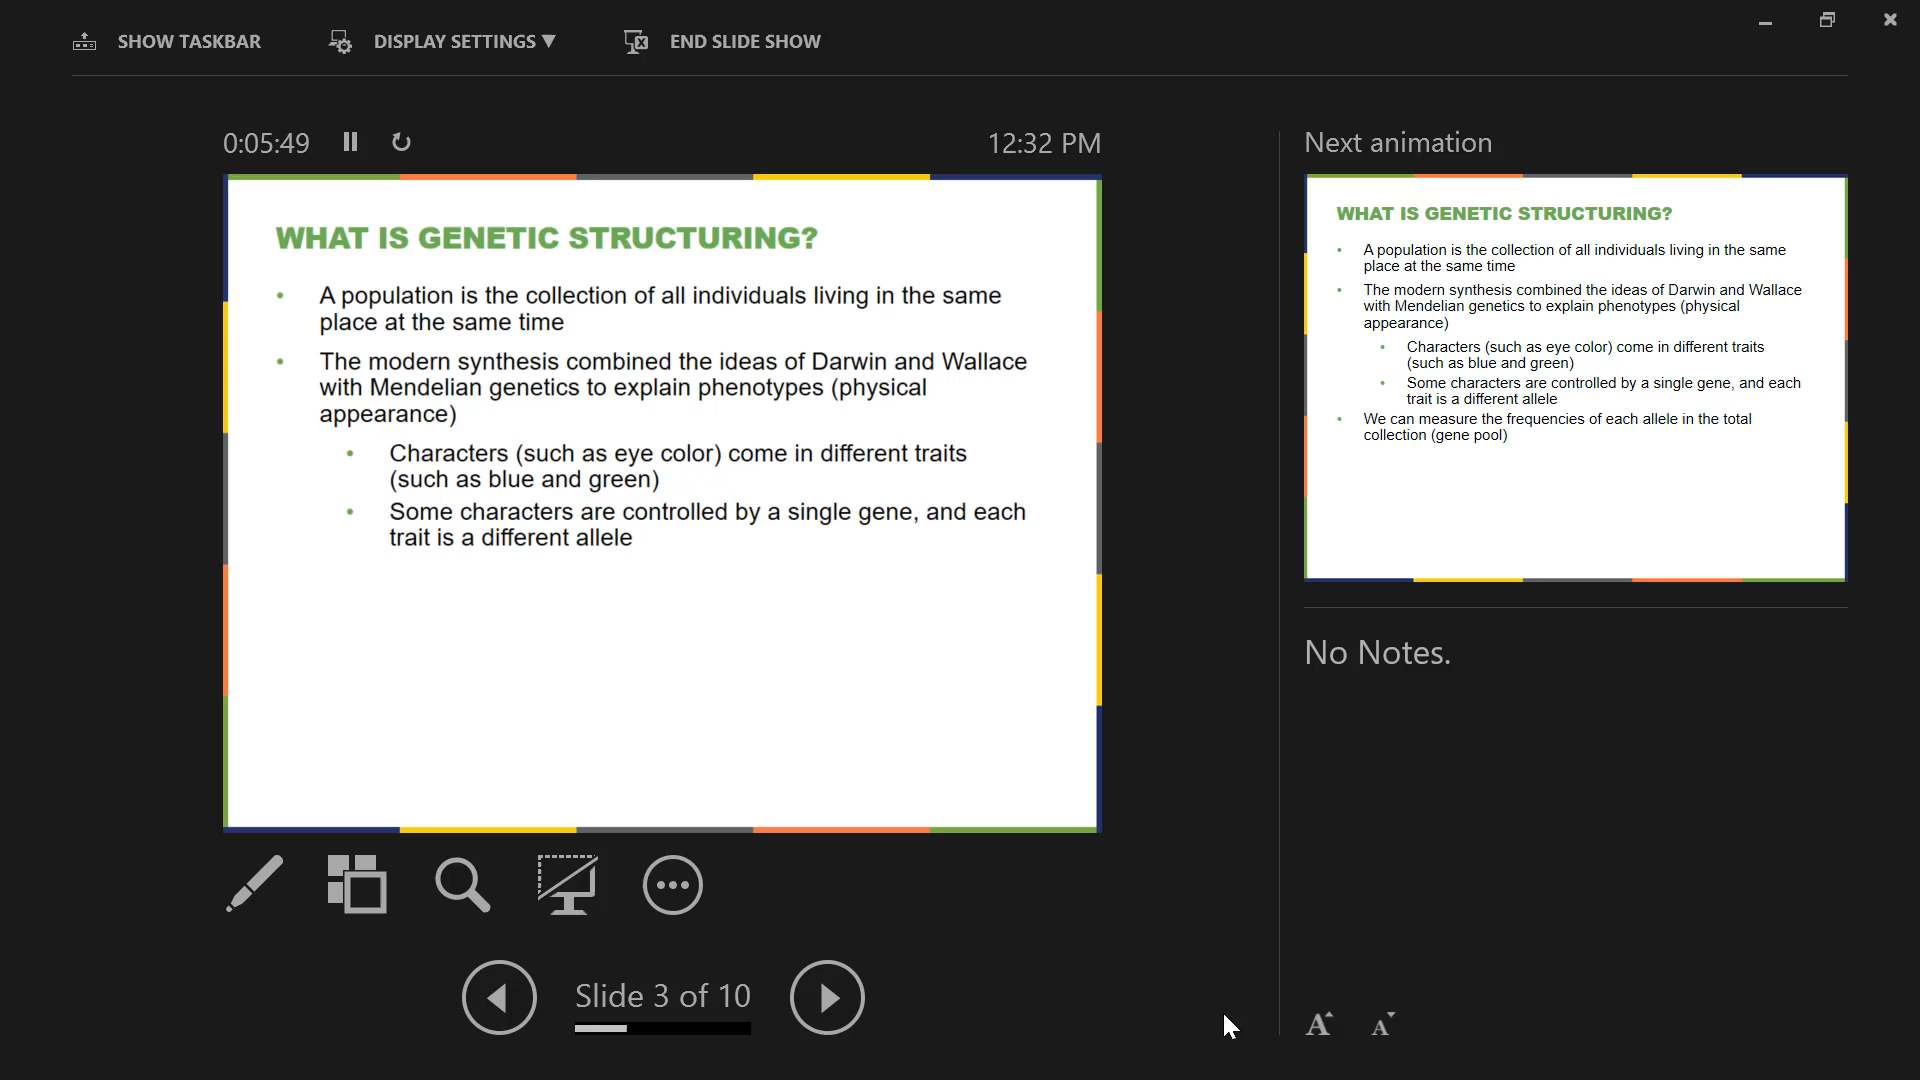 SHOW TASKBAR
DISPLAY SETTINGS ▼
END SLIDE SHOW
0:05:49
12:32 PM
WHAT IS GENETIC STRUCTURING?
• A population is the collection of all individuals living in the same
place at the same time
• The modern synthesis combined the ideas of Darwin and Wallace
with Mendelian genetics to explain phenotypes (physical
appearance)
• Characters (such as eye color) come in different traits
(such as blue and green)
• Some characters are controlled by a single gene, and each
trait is a different allele
Slide 3 of 10
Next animation
WHAT IS GENETIC STRUCTURING?
• A population is the collection of all individuals living in the same
place at the same time
• The modern synthesis combined the ideas of Darwin and Wallace
with Mendelian genetics to explain phenotypes (physical
appearance)
• Characters (such as eye color) come in different traits
(such as blue and green)
• Some characters are controlled by a single gene, and each
trait is a different allele
• We can measure the frequencies of each allele in the total
collection (gene pool)
No Notes.
A A